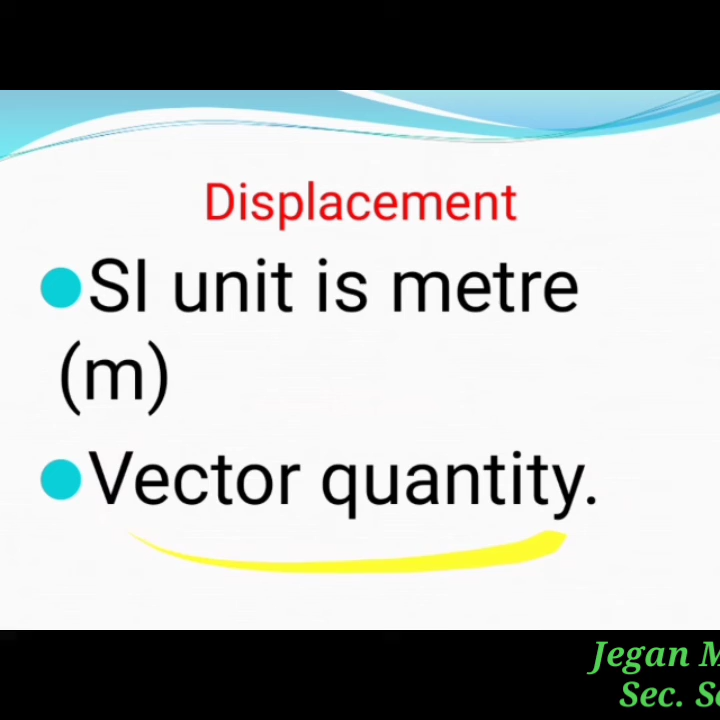 Displacement
SI unit is metre
(m)
Vector quantity.
Jegan
Sec.